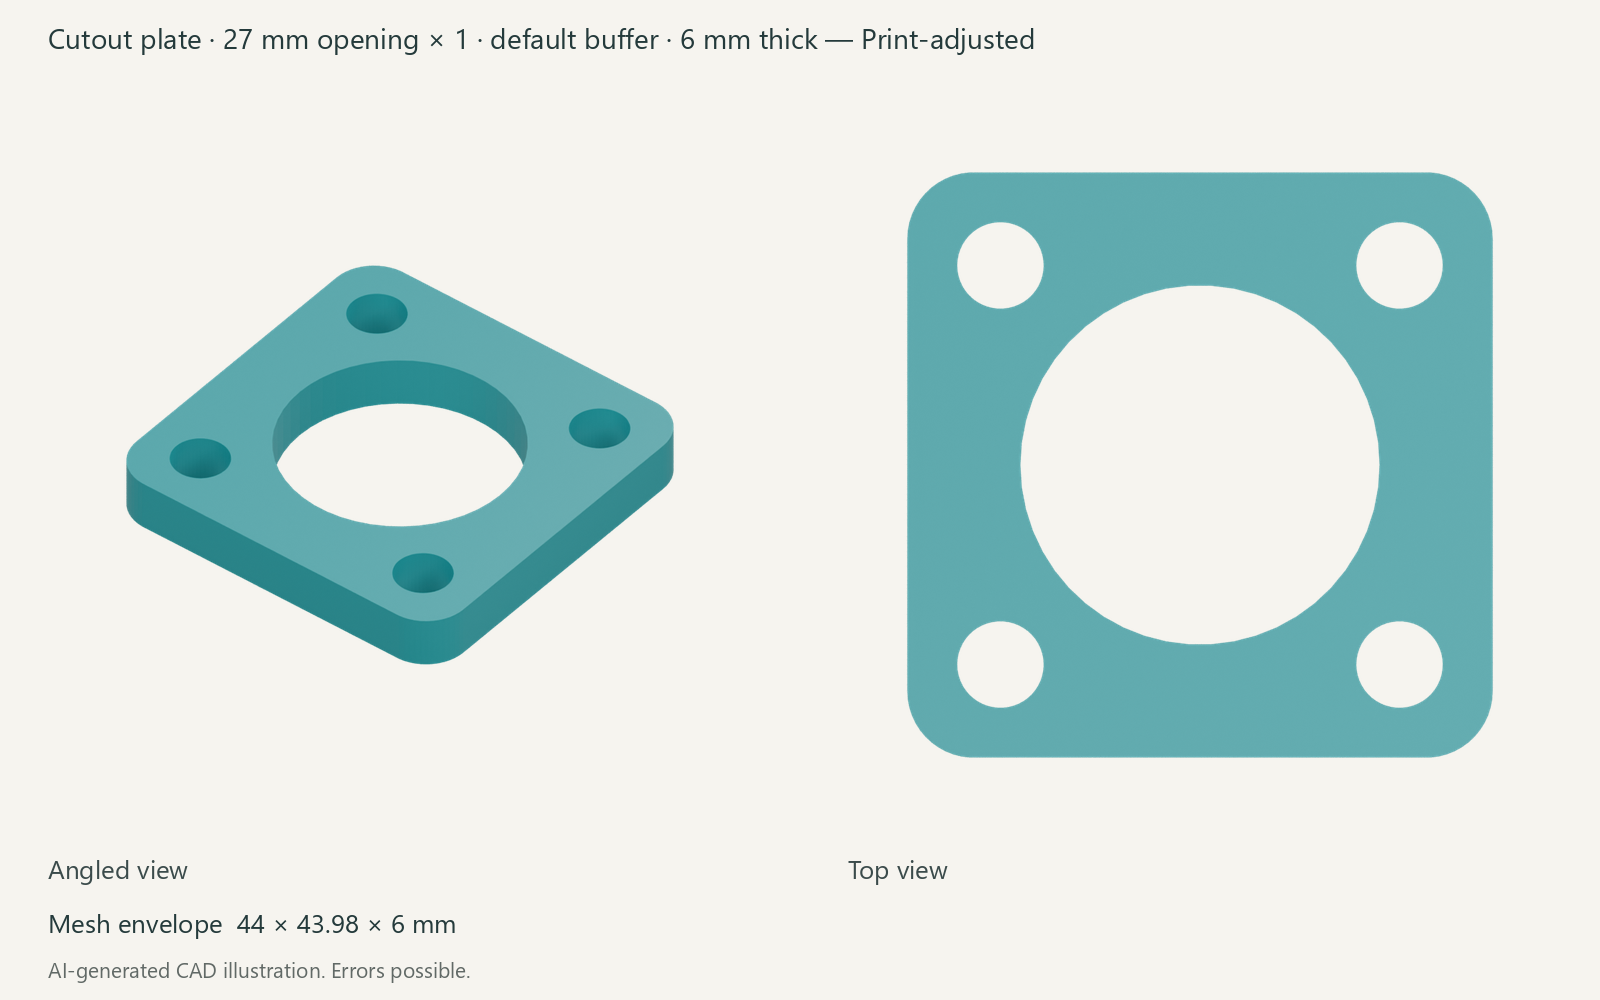 Cutout plate · 27 mm opening × 1 · default buffer · 6 mm thick — Print-adjusted
Angled view
Top view
Mesh envelope  44 × 43.98 × 6 mm
AI-generated CAD illustration. Errors possible.